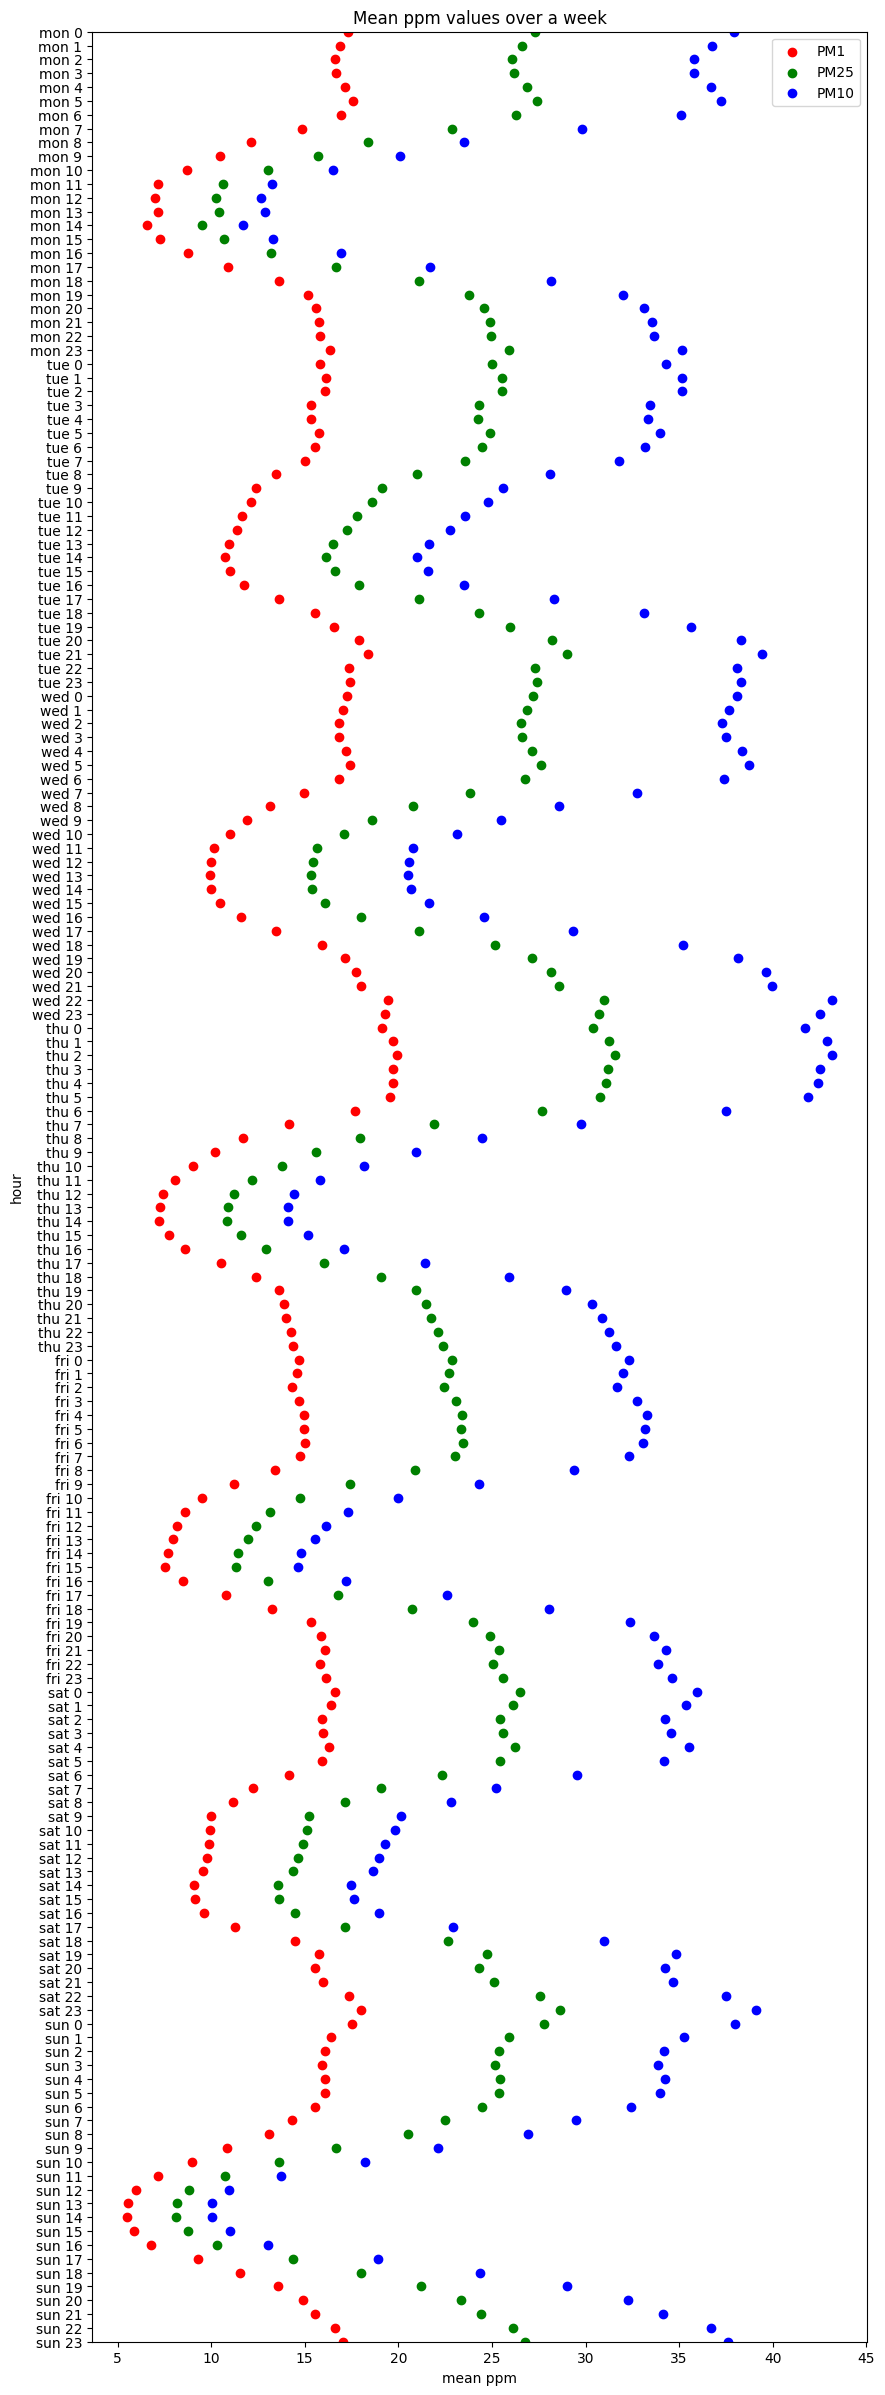 Mean ppm values over a week
PM1
PM25
PM10
mon 0
mon 1
mon 2
mon 3
mon 4
mon 5
mon 6
mon 7
mon 8
mon 9
mon 10
mon 11
mon 12
mon 13
mon 14
mon 15
mon 16
mon 17
mon 18
mon 19
mon 20
mon 21
mon 22
mon 23
tue 0
tue 1
tue 2
tue 3
tue 4
tue 5
tue 6
tue 7
tue 8
tue 9
tue 10
tue 11
tue 12
tue 13
tue 14
tue 15
tue 16
tue 17
tue 18
tue 19
tue 20
tue 21
tue 22
tue 23
wed 0
wed 1
wed 2
wed 3
wed 4
wed 5
wed 6
wed 7
wed 8
wed 9
wed 10
wed 11
wed 12
wed 13
wed 14
wed 15
wed 16
wed 17
wed 18
wed 19
wed 20
wed 21
wed 22
wed 23
thu 0
thu 1
thu 2
thu 3
thu 4
thu 5
thu 6
thu 7
thu 8
thu 9
thu 10
thu 11
thu 12
thu 13
thu 14
thu 15
thu 16
thu 17
thu 18
thu 19
thu 20
thu 21
thu 22
thu 23
fri 0
fri 1
fri 2
fri 3
fri 4
fri 5
fri 6
fri 7
fri 8
fri 9
fri 10
fri 11
fri 12
fri 13
fri 14
fri 15
fri 16
fri 17
fri 18
fri 19
fri 20
fri 21
fri 22
fri 23
sat 0
sat 1
sat 2
sat 3
sat 4
sat 5
sat 6
sat 7
sat 8
sat 9
sat 10
sat 11
sat 12
sat 13
sat 14
sat 15
sat 16
sat 17
sat 18
sat 19
sat 20
sat 21
sat 22
sat 23
sun 0
sun 1
sun 2
sun 3
sun 4
sun 5
sun 6
sun 7
sun 8
sun 9
sun 10
sun 11
sun 12
sun 13
sun 14
sun 15
sun 16
sun 17
sun 18
sun 19
sun 20
sun 21
sun 22
sun 23
hour
5 10 15 20 25 30 35 40 45
mean ppm